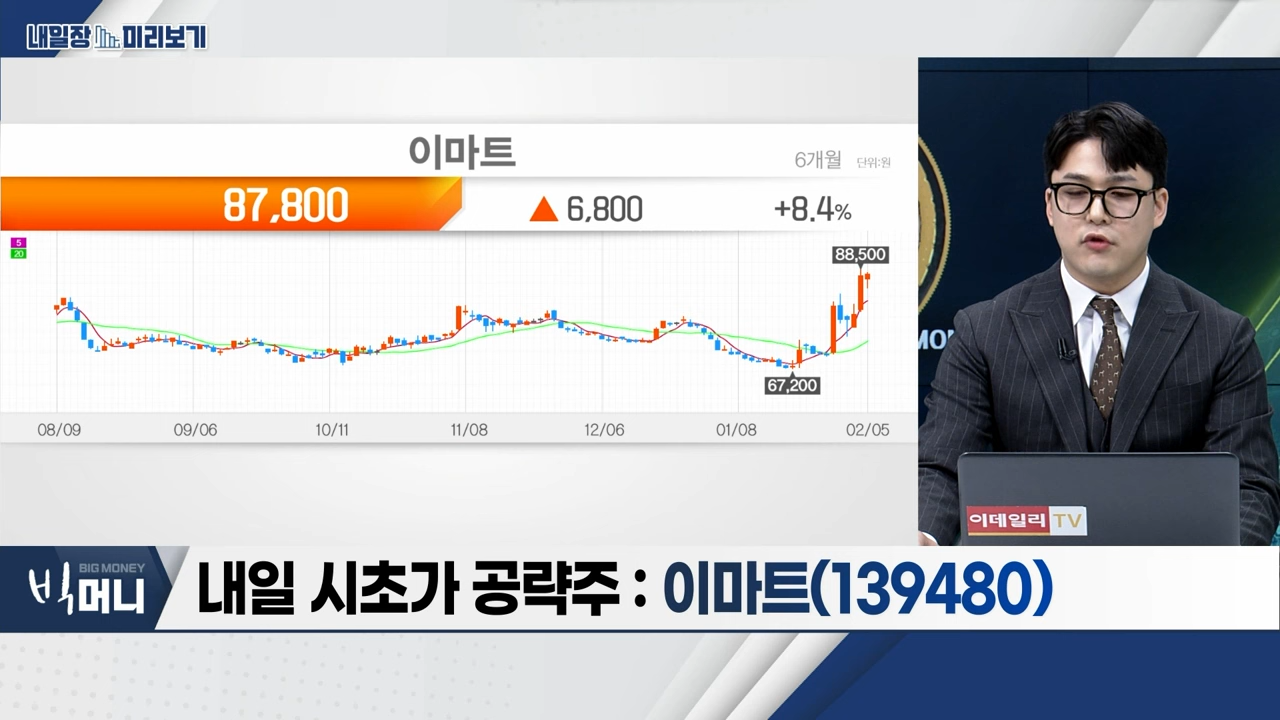 내일장 미리보기
이마트
6개월 단위:원
87,800 ▲ 6,800 +8.4%
5
20
88,500
67,200
08/09 09/06 10/11 11/08 12/06 01/08 02/05
이데일리 TV
BIG MONEY
빅머니
내일 시초가 공략주 : 이마트(139480)